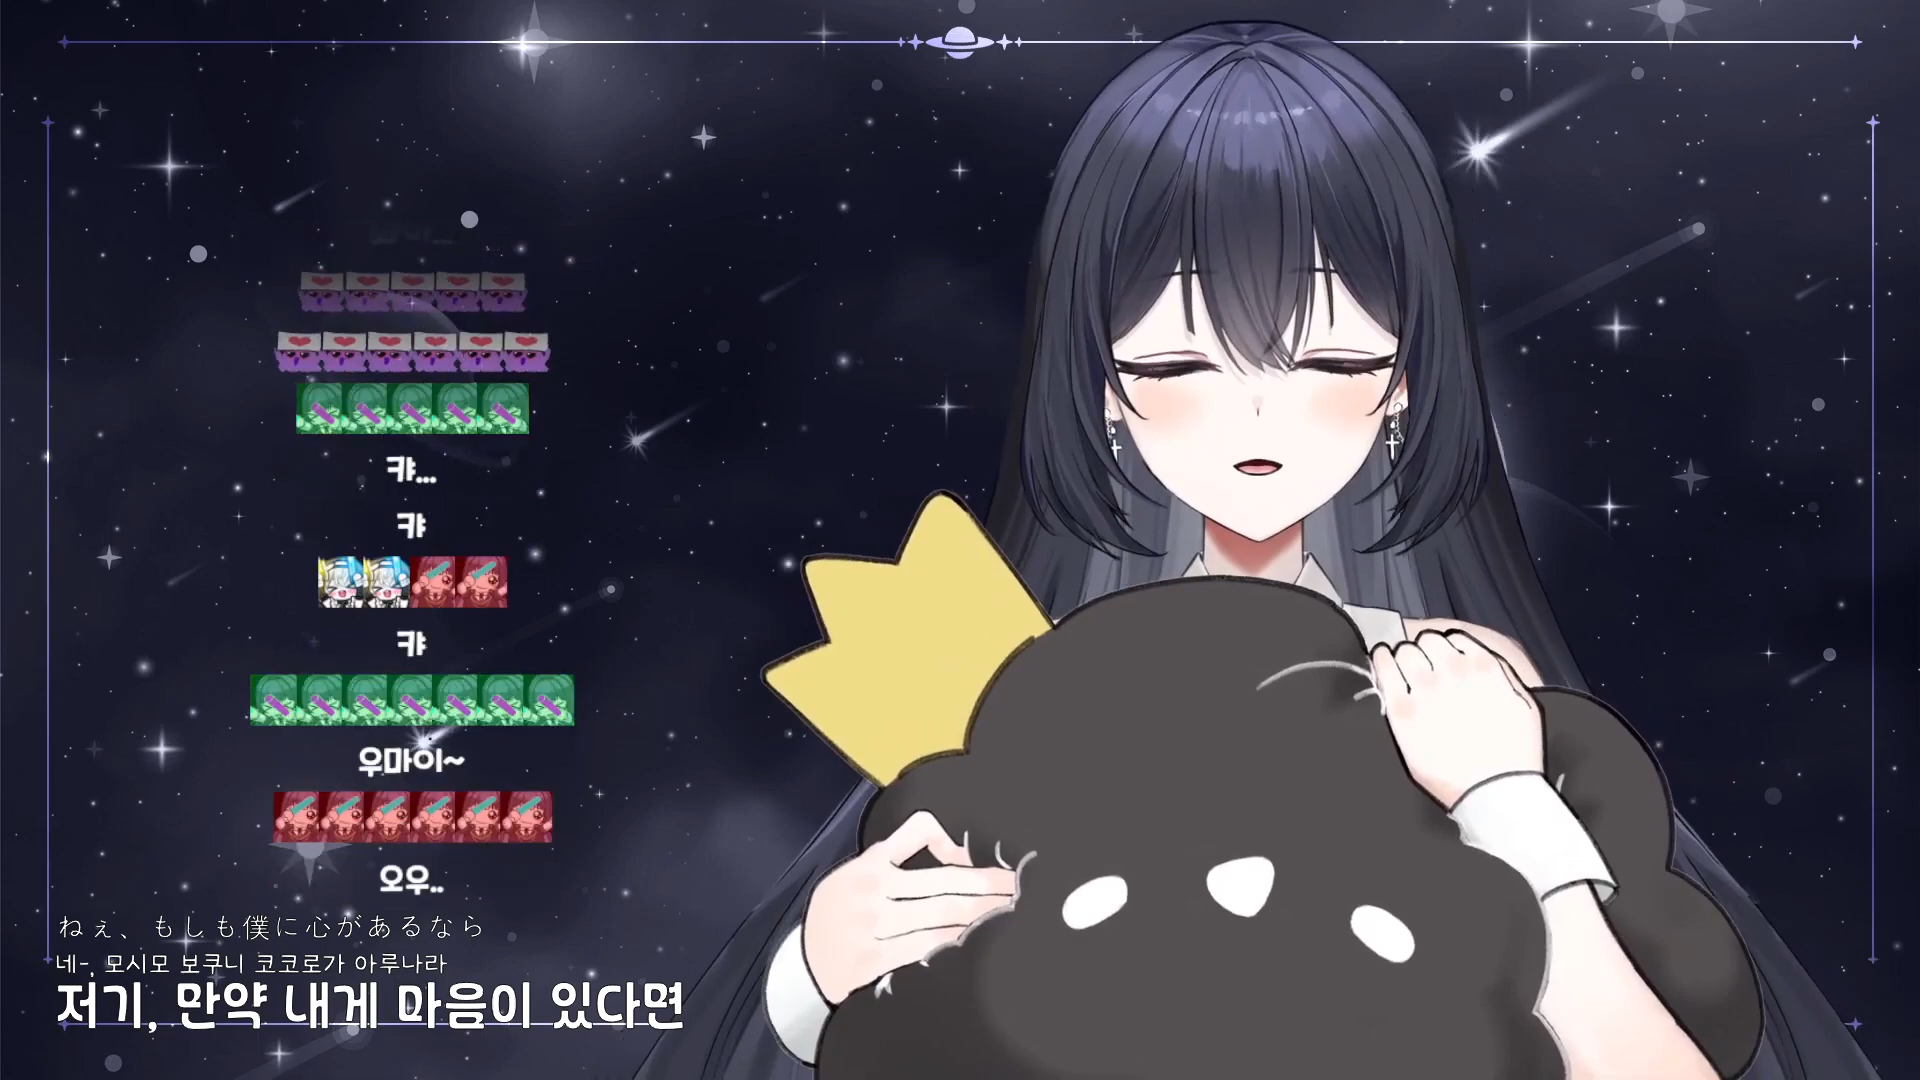 캬...
캬
캬
우마이~
오우..
ねぇ、もしも僕に心があるなら
네-, 모시모 보쿠니 코코로가 아루나라
저기, 만약 내게 마음이 있다면